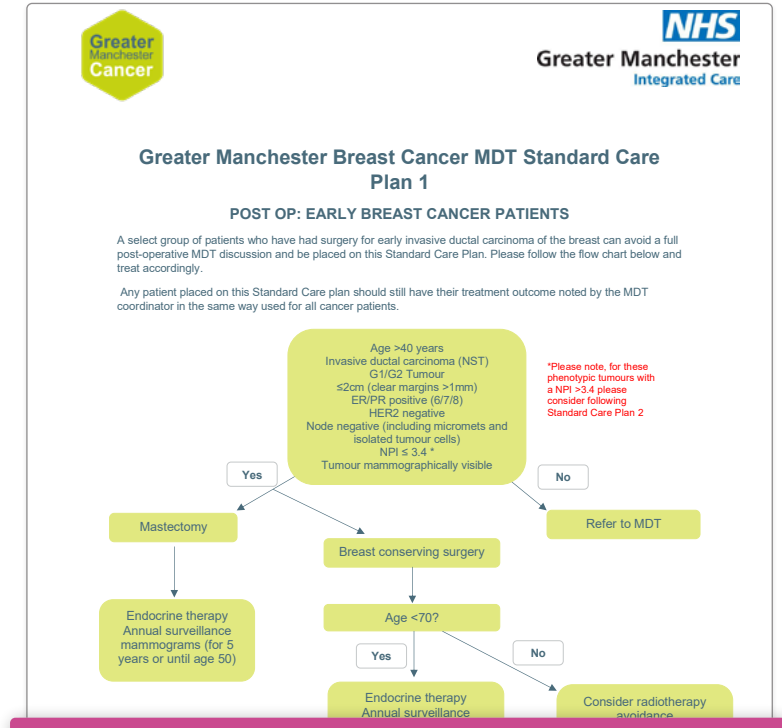 Greater
Manchester
Cancer
NHS
Greater Manchester
Integrated Care
Greater Manchester Breast Cancer MDT Standard Care
Plan 1
POST OP: EARLY BREAST CANCER PATIENTS
A select group of patients who have had surgery for early invasive ductal carcinoma of the breast can avoid a full
post-operative MDT discussion and be placed on this Standard Care Plan. Please follow the flow chart below and
treat accordingly.
Any patient placed on this Standard Care plan should still have their treatment outcome noted by the MDT
coordinator in the same way used for all cancer patients.
Age >40 years
Invasive ductal carcinoma (NST)
G1/G2 Tumour
≤2cm (clear margins >1mm)
ER/PR positive (6/7/8)
HER2 negative
Node negative (including micromets and
isolated tumour cells)
NPI ≤ 3.4 *
Tumour mammographically visible
*Please note, for these
phenotypic tumours with
a NPI >3.4 please
consider following
Standard Care Plan 2
Yes
No
Mastectomy
Refer to MDT
Breast conserving surgery
Endocrine therapy
Annual surveillance
mammograms (for 5
years or until age 50)
Age <70?
Yes
No
Endocrine therapy
Annual surveillance
Consider radiotherapy
avoidance